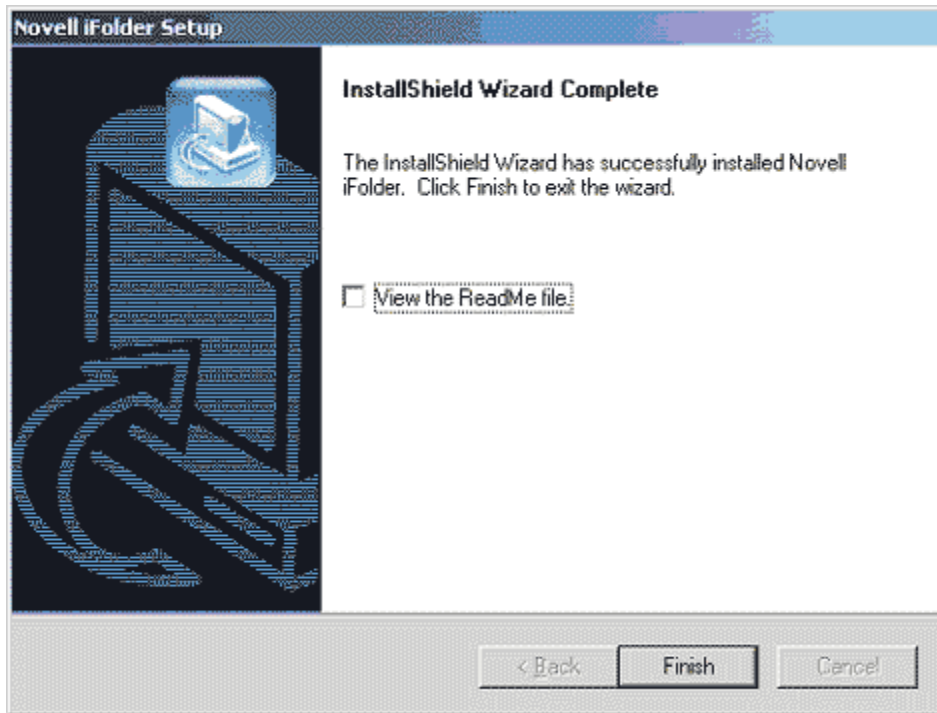 Novell iFolder Setup
InstallShield Wizard Complete
The InstallShield Wizard has successfully installed Novell
iFolder. Click Finish to exit the wizard.
View the ReadMe file.
< Back
Finish
Cancel